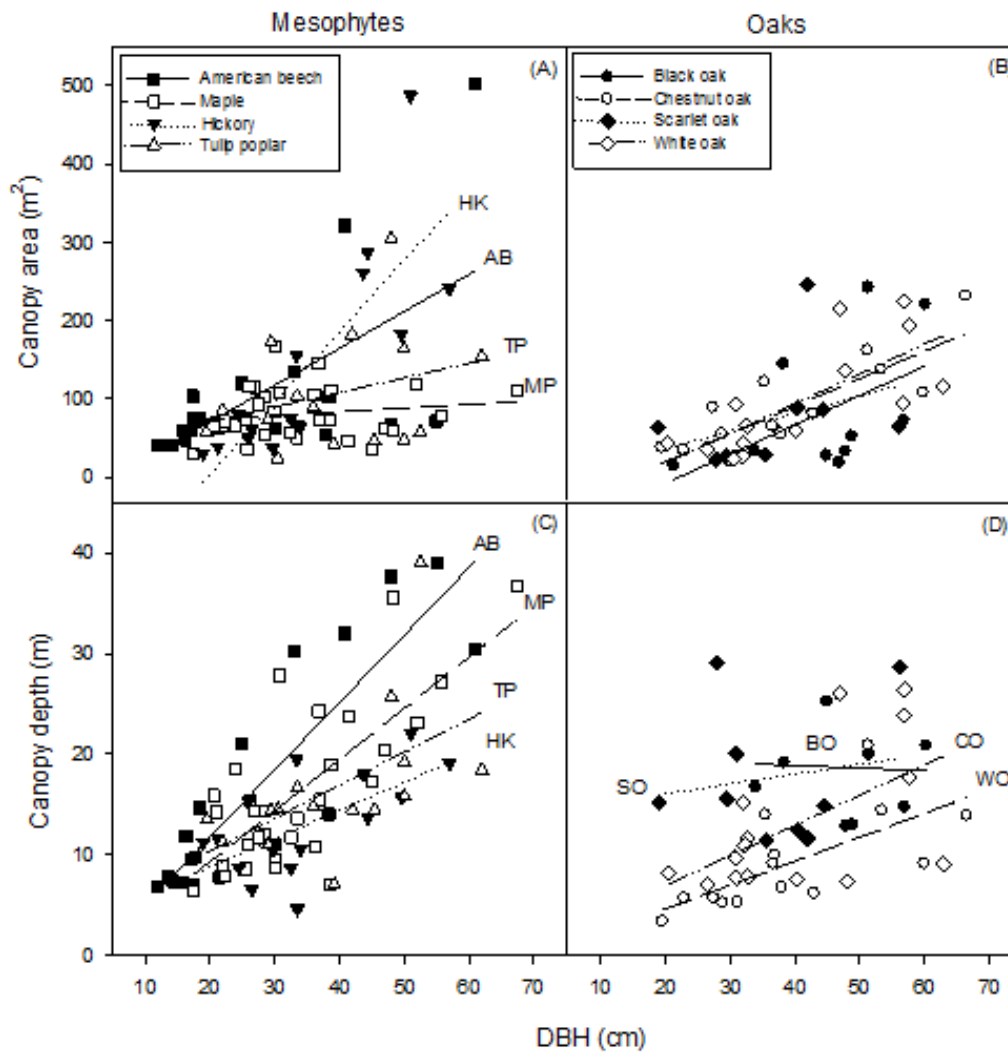 Mesophytes
Oaks
(A)
American beech
Maple
Hickory
Tulip poplar
500
400
300
200
100
0
Canopy area (m²)
HK
AB
TP
MP
(B)
Black oak
Chestnut oak
Scarlet oak
White oak
(C)
40
30
20
10
0
Canopy depth (m)
AB
MP
TP
HK
(D)
SO
BO
CO
WO
10 20 30 40 50 60 70
10 20 30 40 50 60 70
DBH (cm)